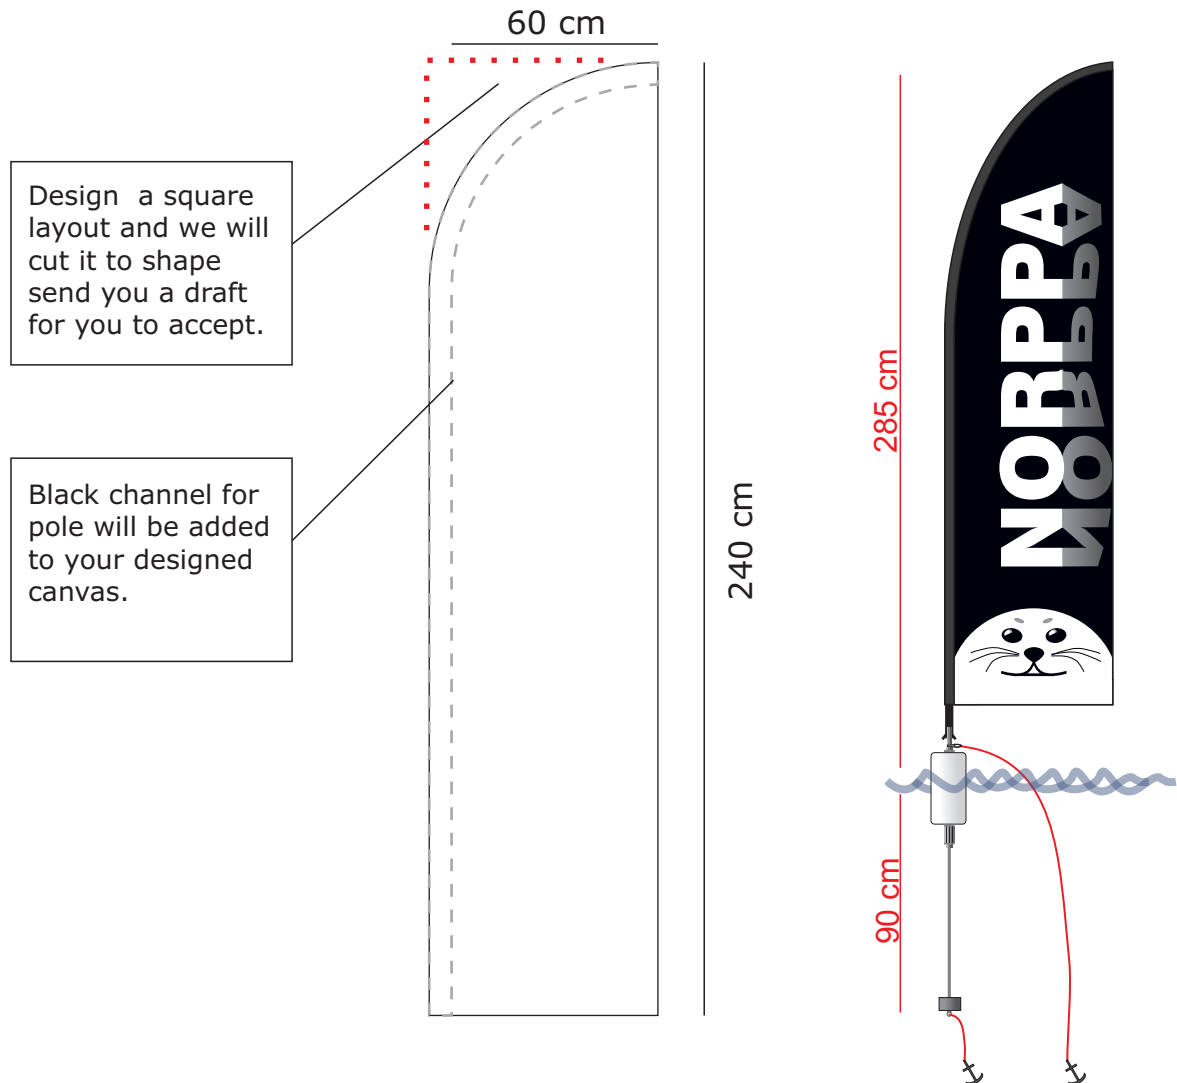 60 cm
Design  a square
layout and we will
cut it to shape
send you a draft
for you to accept.
Black channel for
pole will be added
to your designed
canvas.
240 cm
285 cm
90 cm
NORPPA
NORPPA